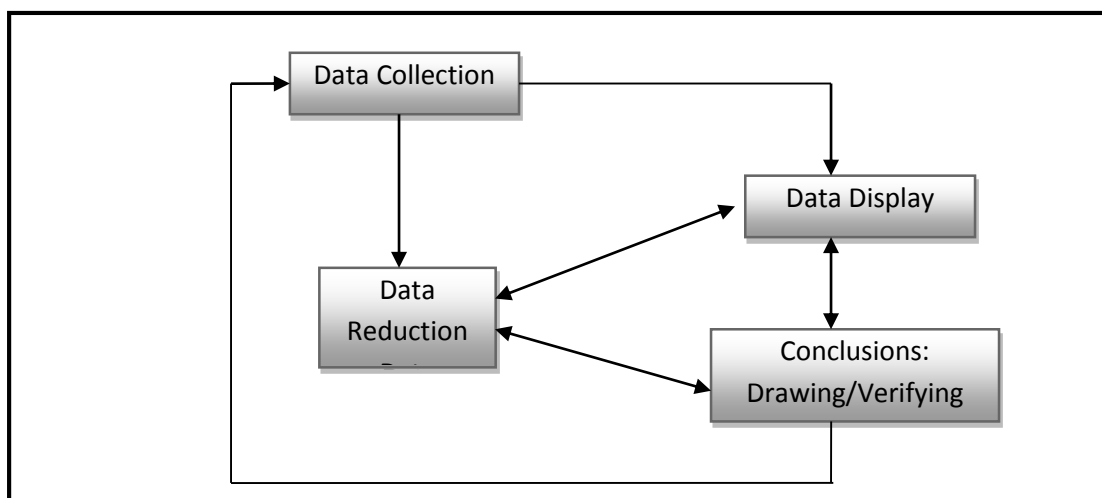 Data Collection
Data Display
Data
Reduction
Conclusions:
Drawing/Verifying